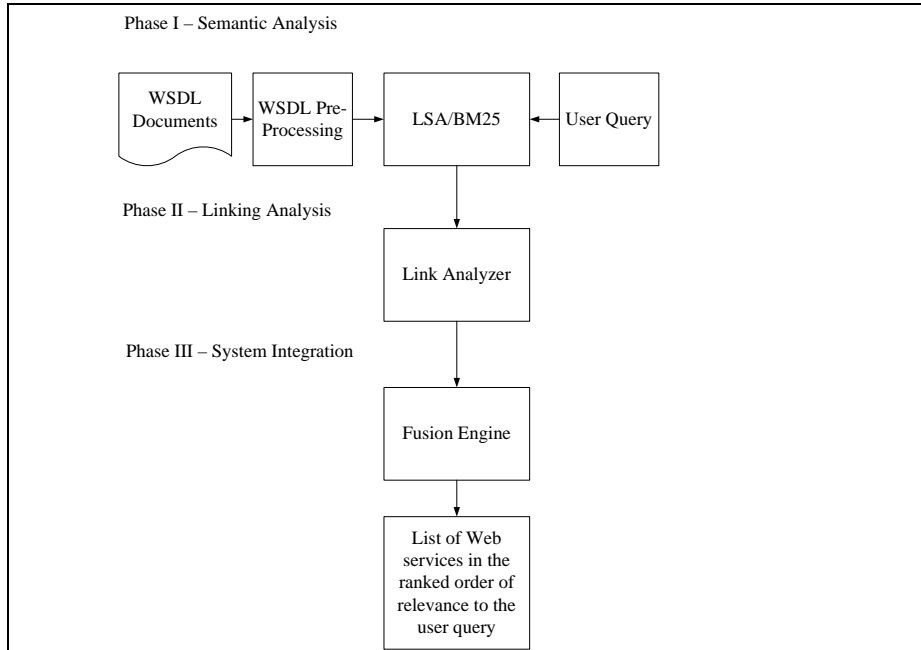 Phase I – Semantic Analysis
WSDL
Documents
WSDL Pre-
Processing
LSA/BM25
User Query
Phase II – Linking Analysis
Link Analyzer
Phase III – System Integration
Fusion Engine
List of Web
services in the
ranked order of
relevance to the
user query